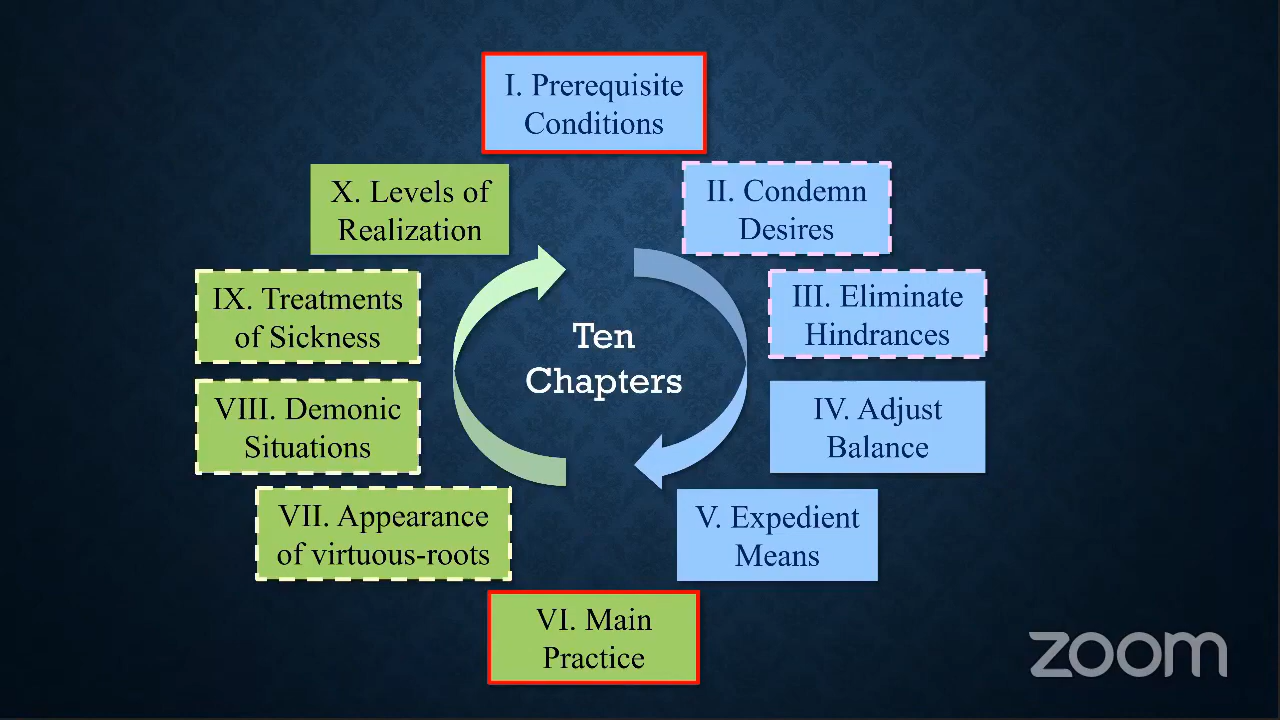 I. Prerequisite
Conditions
II. Condemn
Desires
III. Eliminate
Hindrances
IV. Adjust
Balance
V. Expedient
Means
VI. Main
Practice
VII. Appearance
of virtuous-roots
VIII. Demonic
Situations
IX. Treatments
of Sickness
X. Levels of
Realization
Ten
Chapters
zoom